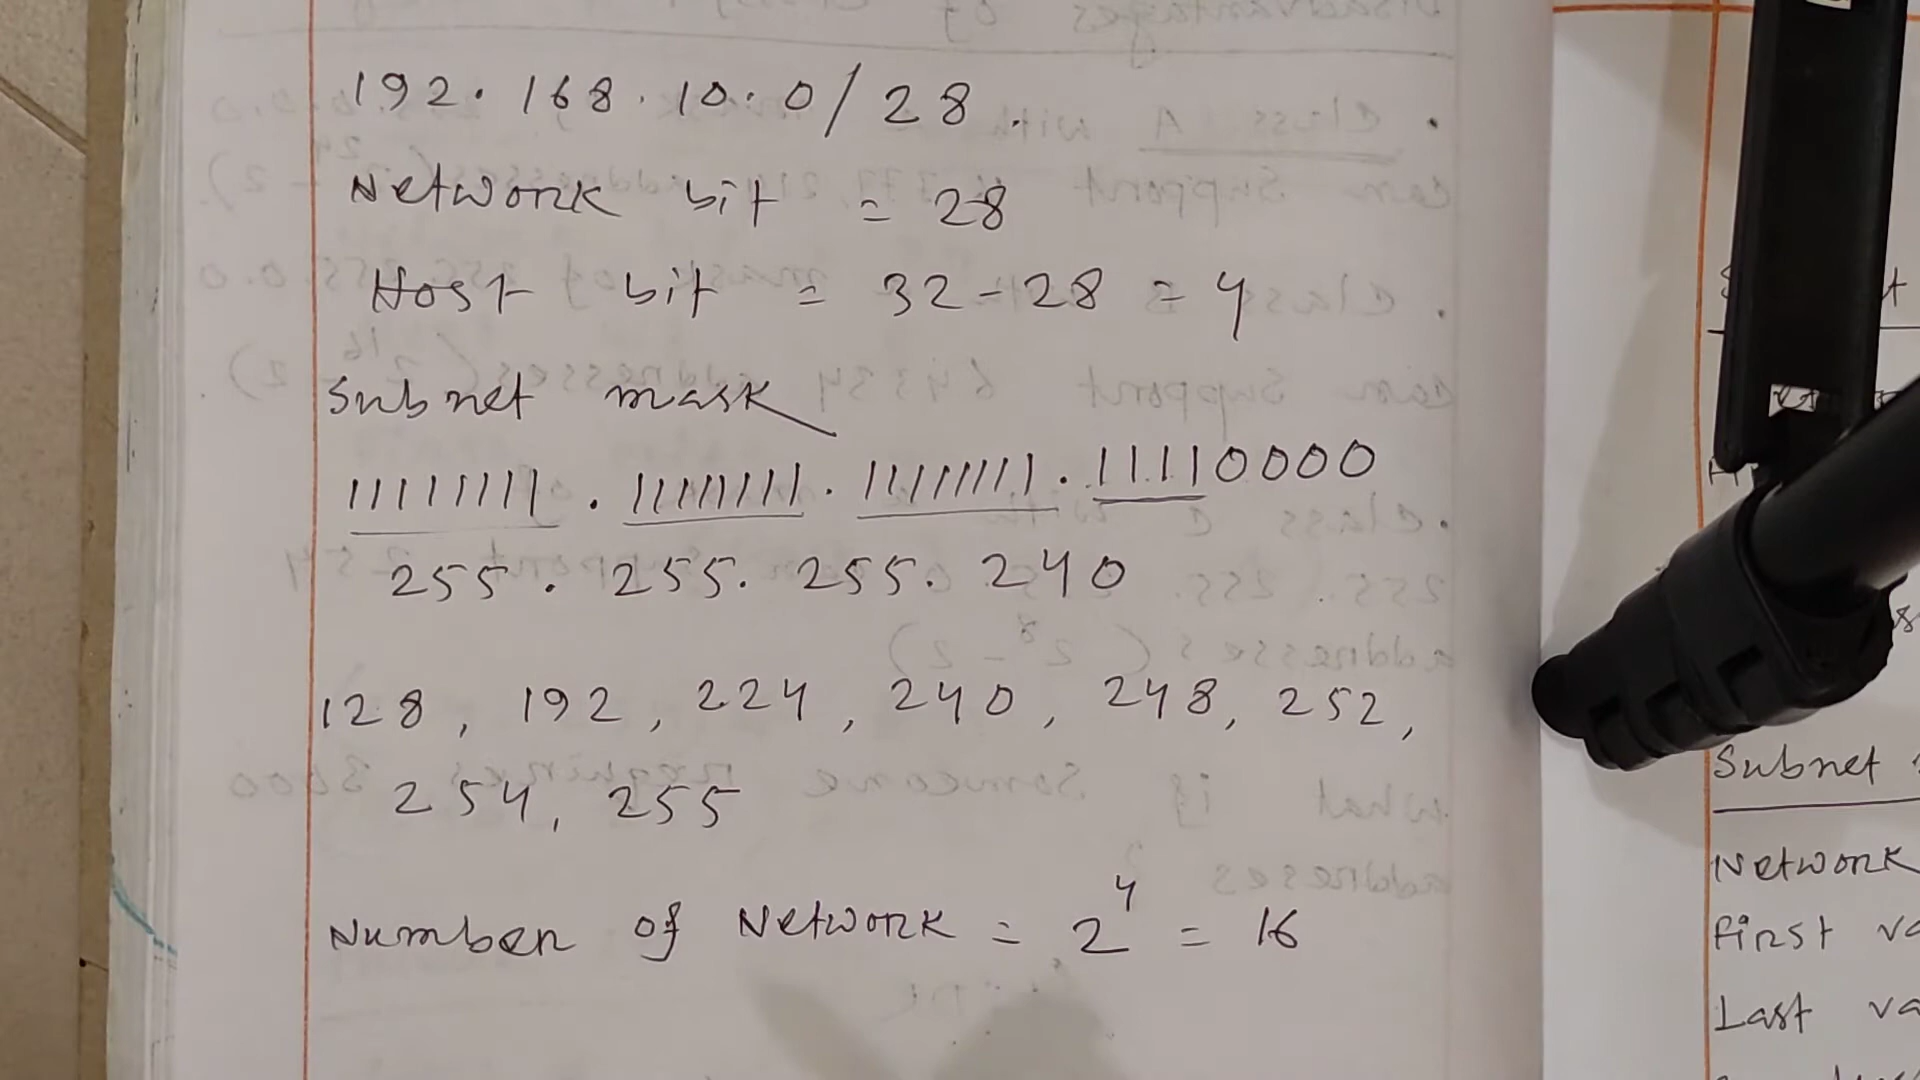 192.168.10.0/28.
Network bit = 28
Host bit = 32-28 = 4
Subnet mask
11111111.11111111.11111111.11110000
255.255.255.240
128, 192, 224, 240, 248, 252,
254, 255
Number of Network = 2⁴ = 16
Subnet
Network
First
Last